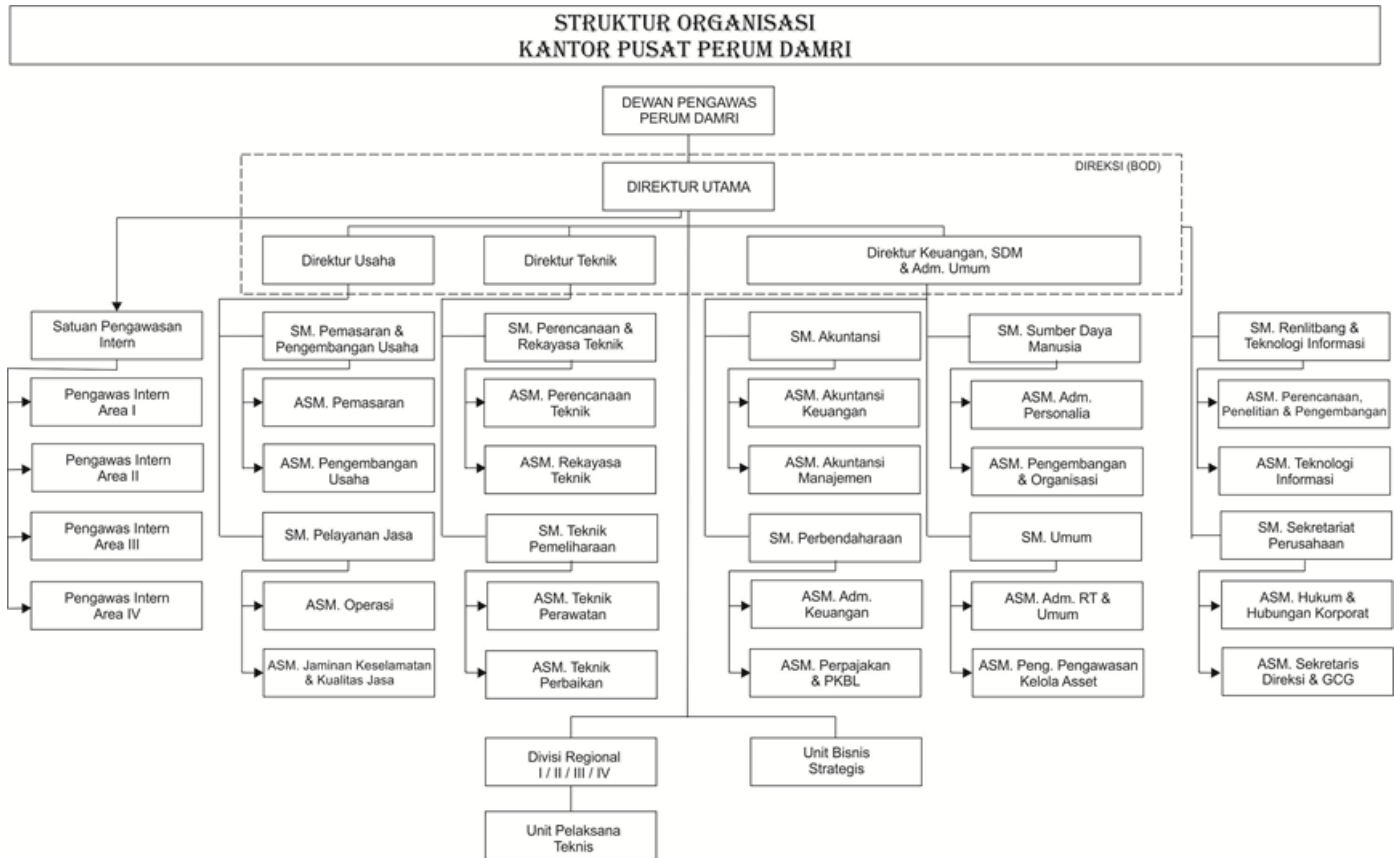 STRUKTUR ORGANISASI
KANTOR PUSAT PERUM DAMRI
DEWAN PENGAWAS
PERUM DAMRI
DIREKSI (BOD)
DIREKTUR UTAMA
Direktur Usaha
Direktur Teknik
Direktur Keuangan, SDM
& Adm. Umum
Satuan Pengawasan
Intern
Pengawas Intern
Area I
Pengawas Intern
Area II
Pengawas Intern
Area III
Pengawas Intern
Area IV
SM. Pemasaran &
Pengembangan Usaha
ASM. Pemasaran
ASM. Pengembangan
Usaha
SM. Pelayanan Jasa
ASM. Operasi
ASM. Jaminan Keselamatan
& Kualitas Jasa
SM. Perencanaan &
Rekayasa Teknik
ASM. Perencanaan
Teknik
ASM. Rekayasa
Teknik
SM. Teknik
Pemeliharaan
ASM. Teknik
Perawatan
ASM. Teknik
Perbaikan
SM. Akuntansi
ASM. Akuntansi
Keuangan
ASM. Akuntansi
Manajemen
SM. Perbendaharaan
ASM. Adm.
Keuangan
ASM. Perpajakan
& PKBL
SM. Sumber Daya
Manusia
ASM. Adm.
Personalia
ASM. Pengembangan
& Organisasi
SM. Umum
ASM. Adm. RT &
Umum
ASM. Peng. Pengawasan
Kelola Asset
SM. Renlitbang &
Teknologi Informasi
ASM. Perencanaan,
Penelitian & Pengembangan
ASM. Teknologi
Informasi
SM. Sekretariat
Perusahaan
ASM. Hukum &
Hubungan Korporat
ASM. Sekretaris
Direksi & GCG
Divisi Regional
I / II / III / IV
Unit Bisnis
Strategis
Unit Pelaksana
Teknis